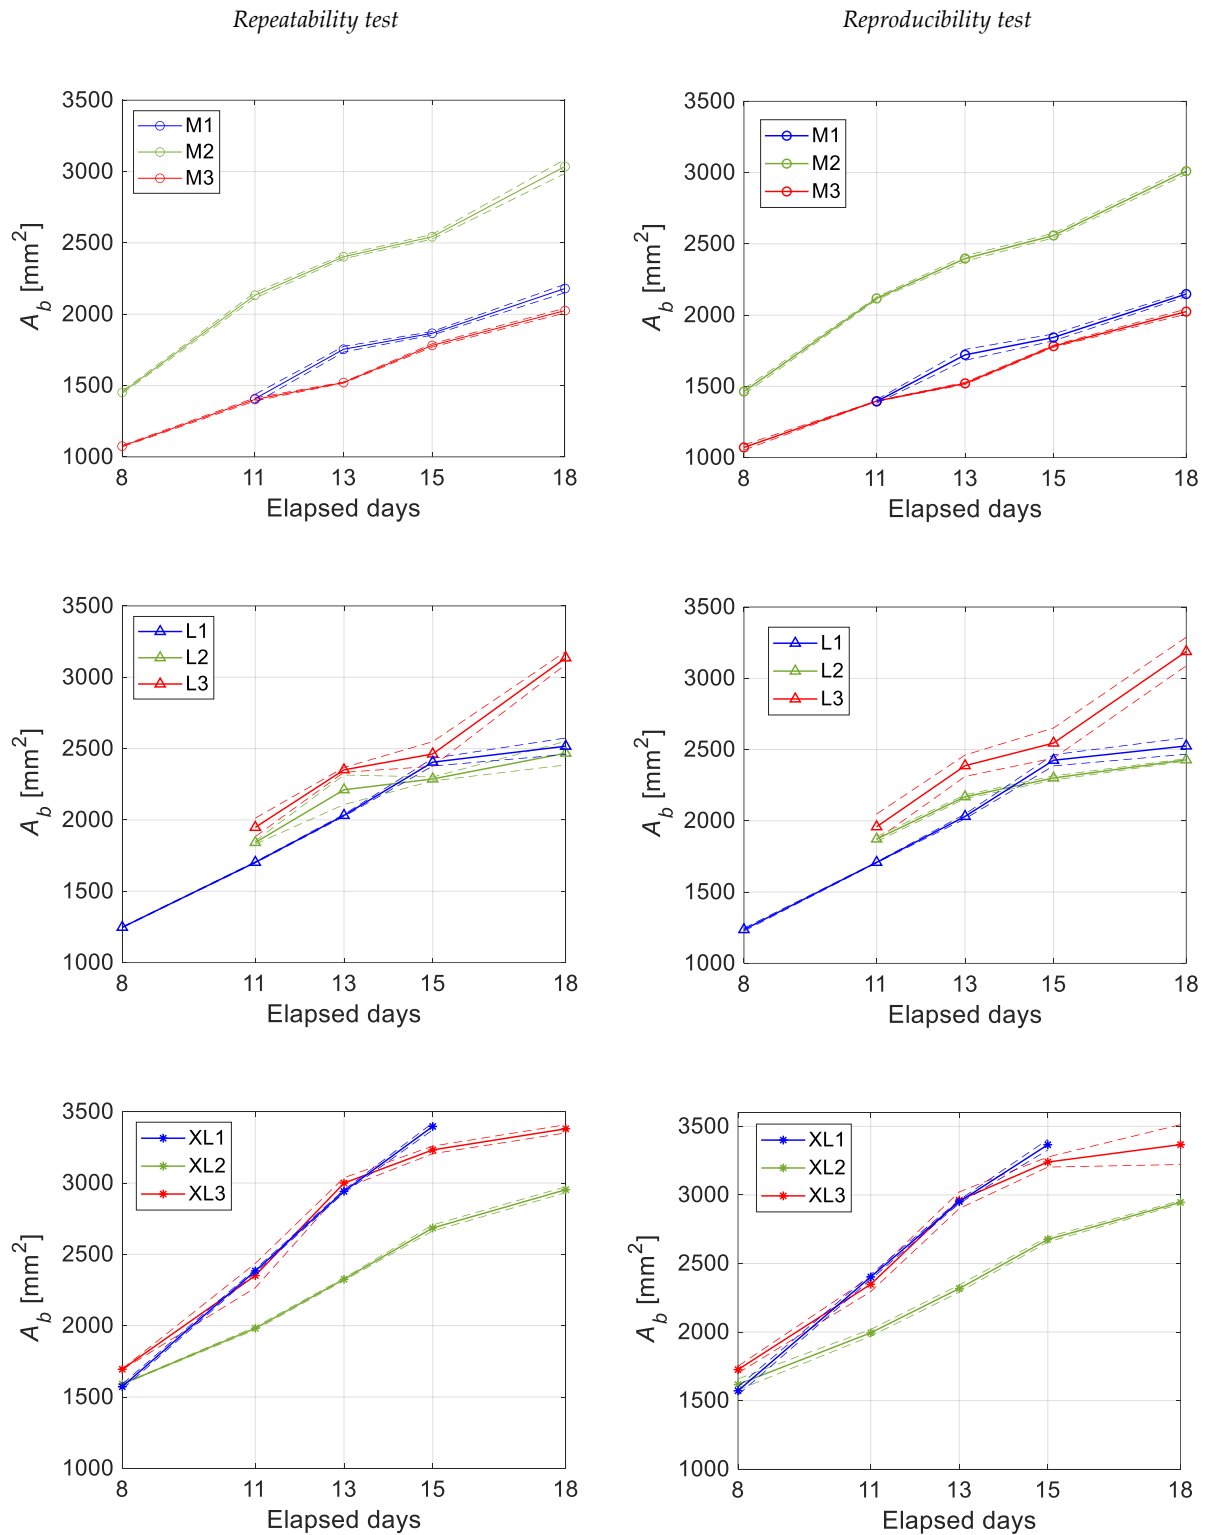 Repeatability test
Reproducibility test
3500
3000
2500
2000
1500
1000
A_b [mm^2]
M1
M2
M3
8 11 13 15 18
Elapsed days
3500
3000
2500
2000
1500
1000
A_b [mm^2]
M1
M2
M3
8 11 13 15 18
Elapsed days
3500
3000
2500
2000
1500
1000
A_b [mm^2]
L1
L2
L3
8 11 13 15 18
Elapsed days
3500
3000
2500
2000
1500
1000
A_b [mm^2]
L1
L2
L3
8 11 13 15 18
Elapsed days
3500
3000
2500
2000
1500
1000
A_b [mm^2]
XL1
XL2
XL3
8 11 13 15 18
Elapsed days
3500
3000
2500
2000
1500
1000
A_b [mm^2]
XL1
XL2
XL3
8 11 13 15 18
Elapsed days